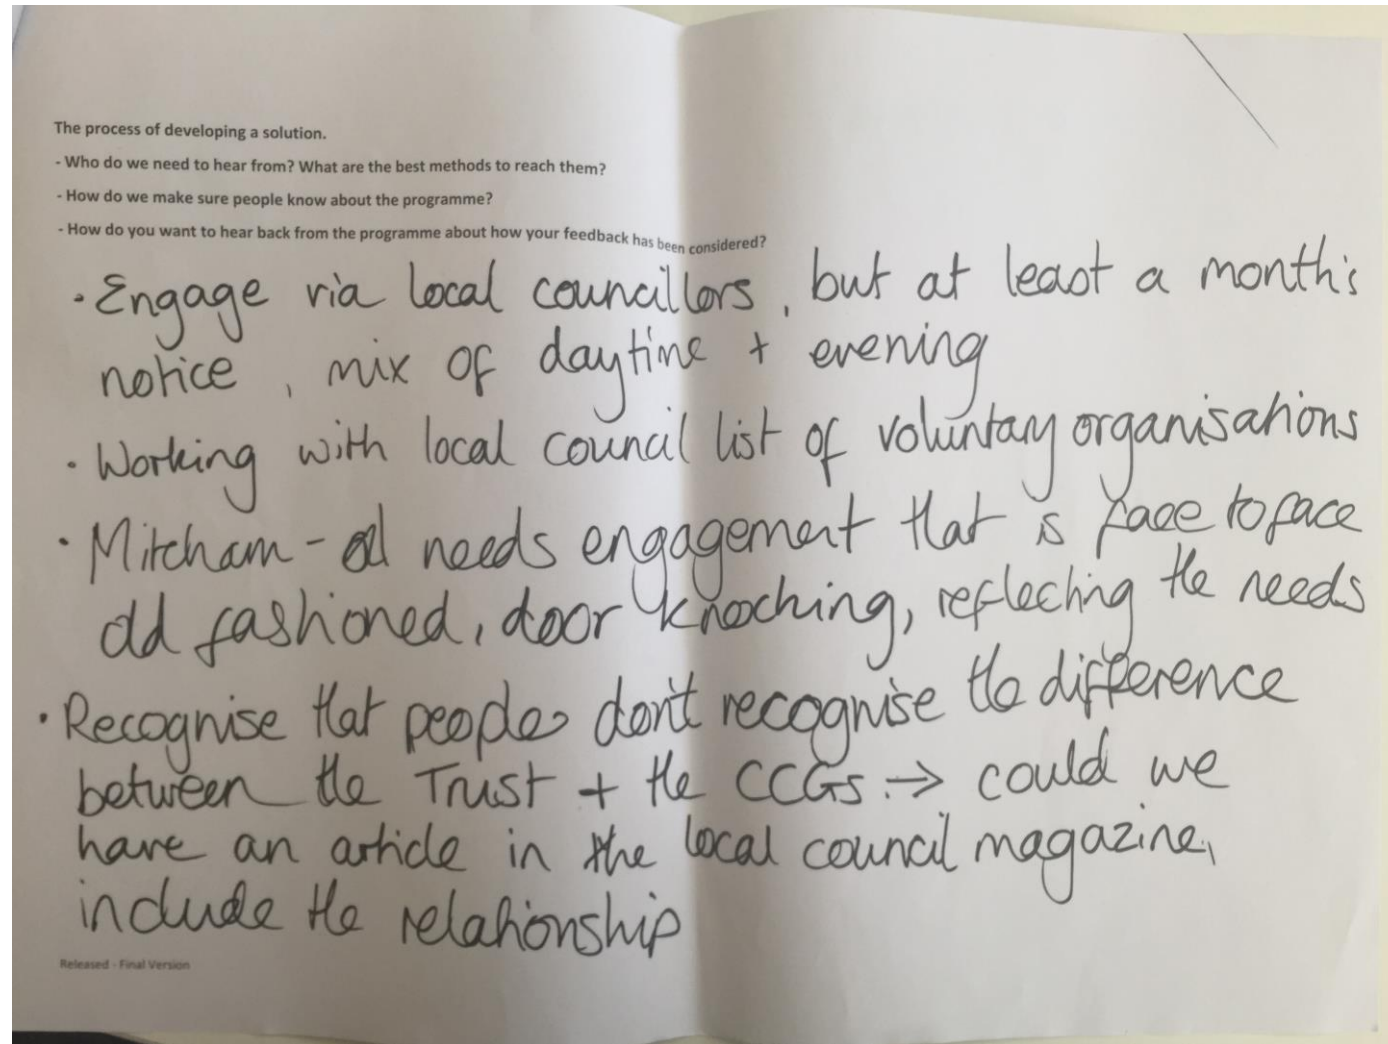 The process of developing a solution.
- Who do we need to hear from? What are the best methods to reach them?
- How do we make sure people know about the programme?
- How do you want to hear back from the programme about how your feedback has been considered?
· Engage via local councillors, but at least a month's
notice, mix of daytime + evening
· Working with local council list of voluntary organisations
· Mitcham - needs engagement that is face to face
old fashioned, door knocking, reflecting the needs
· Recognise that people don't recognise the difference
between the Trust + the CCGs. → could we
have an article in the local council magazine,
include the relationship
Released - Final Version